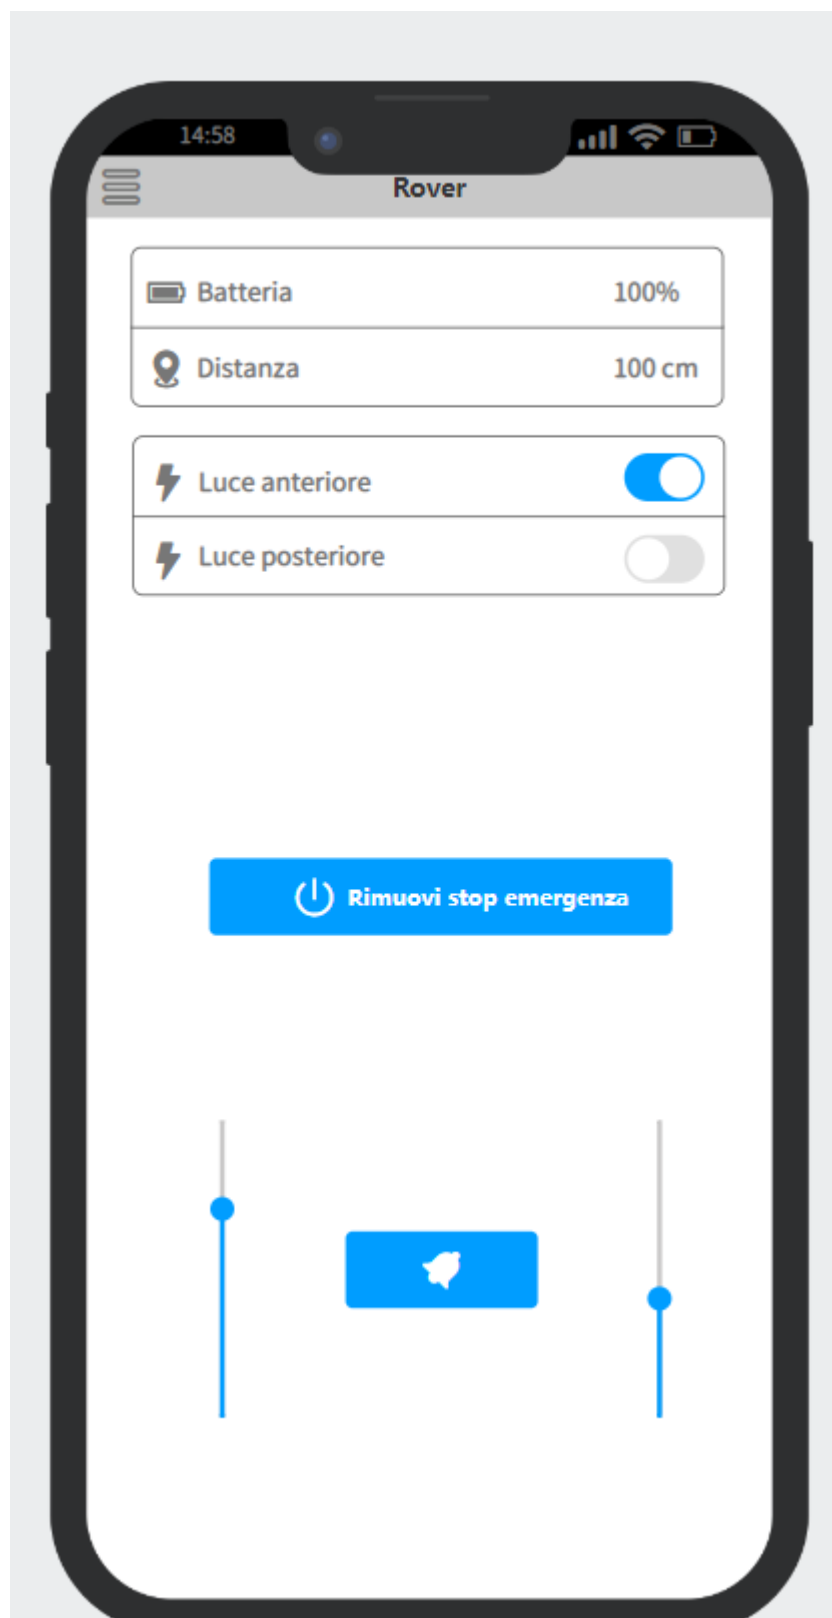 14:58
Rover
Batteria 100%
Distanza 100 cm
Luce anteriore
Luce posteriore
Rimuovi stop emergenza